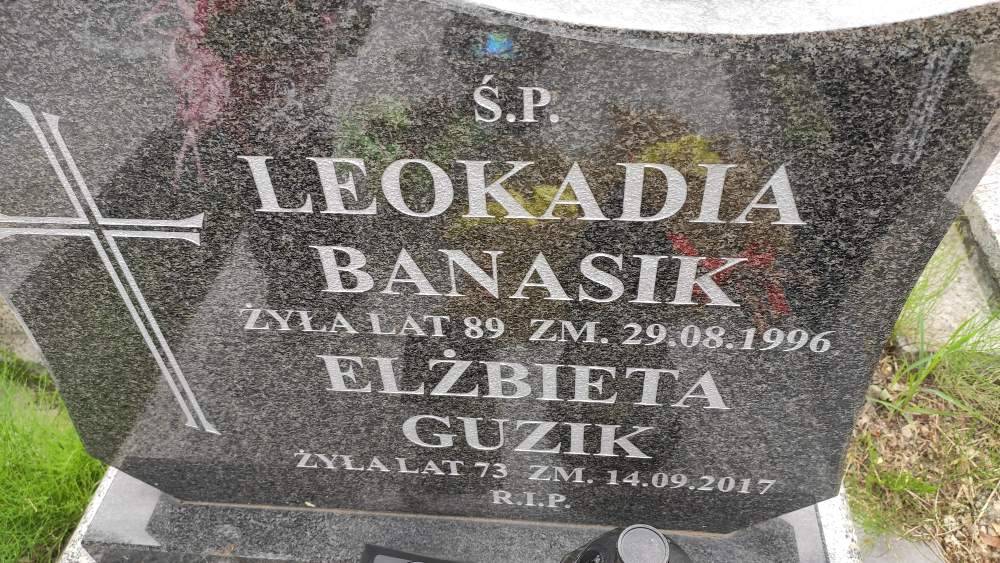 Ś.P.
LEOKADIA
BANASIK
ŻYŁA LAT 89 ZM. 29.08.1996
ELŻBIETA
GUZIK
ŻYŁA LAT 73 ZM. 14.09.2017
R.I.P.